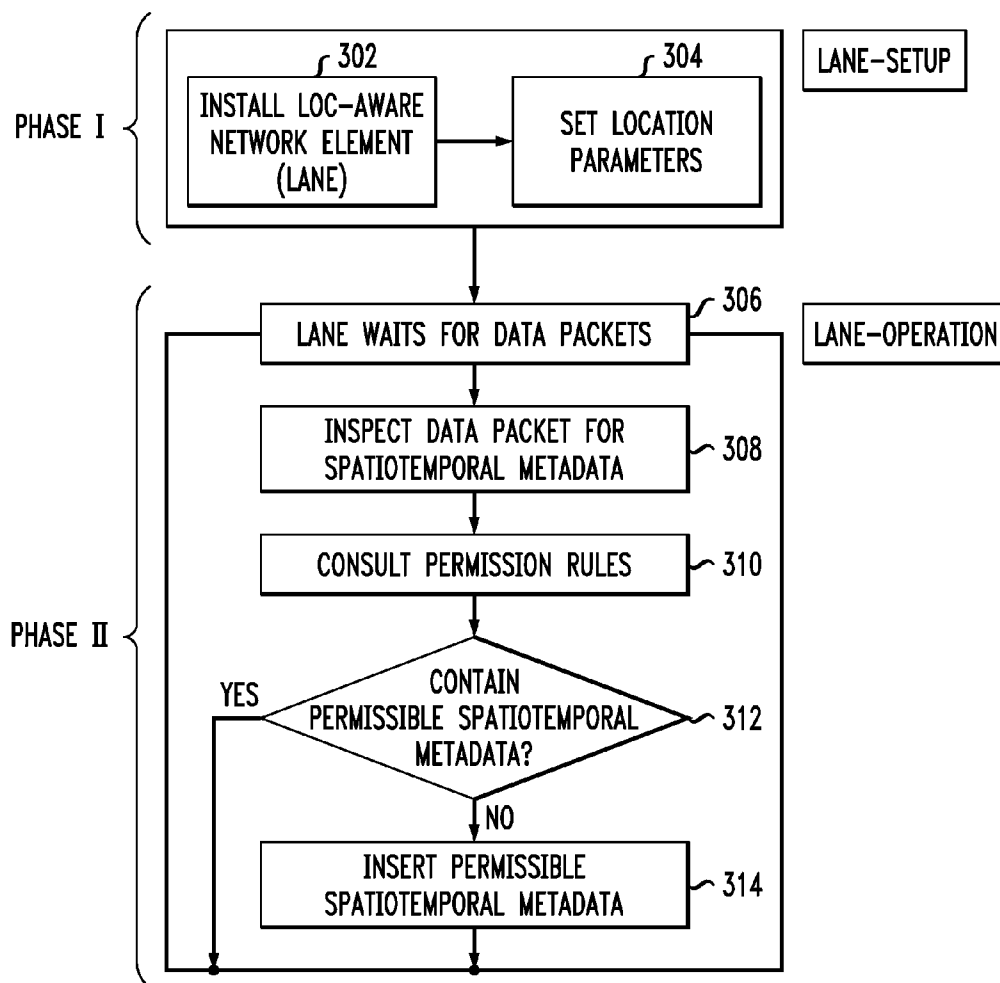 302
304
LANE-SETUP
INSTALL LOC-AWARE
NETWORK ELEMENT
(LANE)
SET LOCATION
PARAMETERS
PHASE I
306
LANE WAITS FOR DATA PACKETS
LANE-OPERATION
INSPECT DATA PACKET FOR
SPATIOTEMPORAL METADATA
308
CONSULT PERMISSION RULES
310
PHASE II
YES
CONTAIN
PERMISSIBLE SPATIOTEMPORAL
METADATA?
312
NO
INSERT PERMISSIBLE
SPATIOTEMPORAL METADATA
314